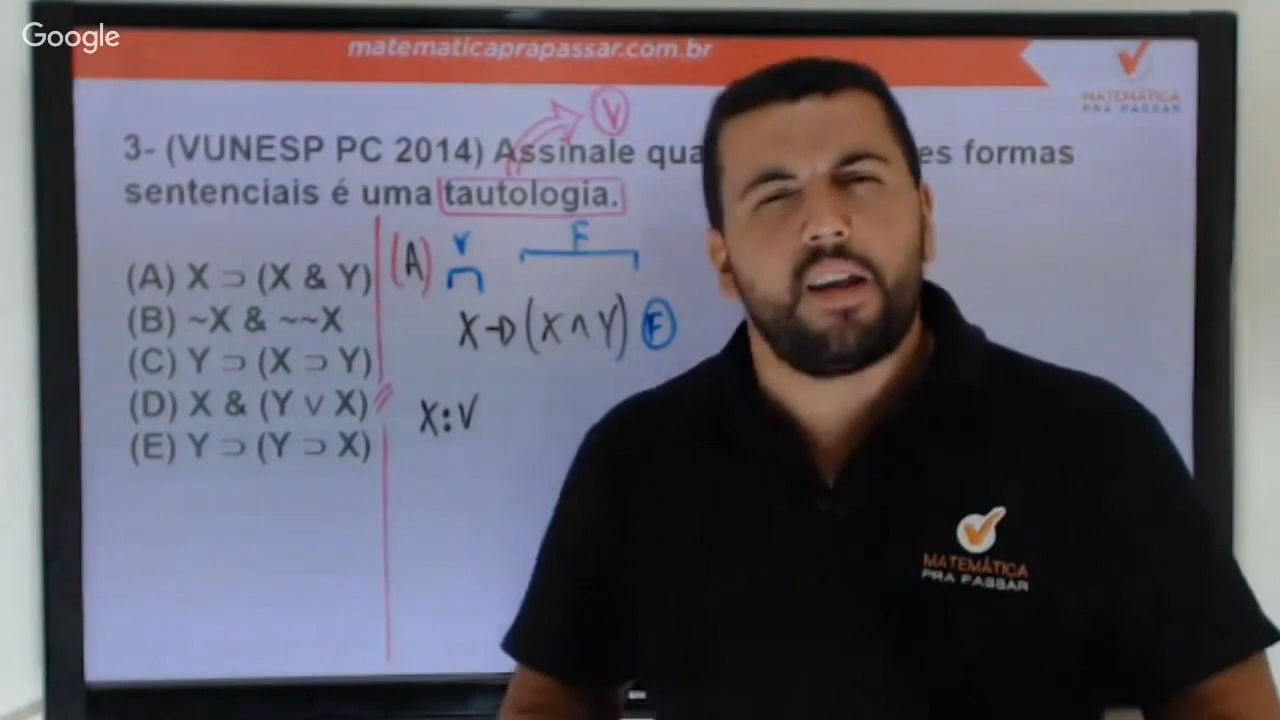 Google
matematicaprapassar.com.br
MATEMÁTICA
PRA PASSAR
V
3- (VUNESP PC 2014) Assinale qua es formas
sentenciais é uma tautologia.
(A) X ⊃ (X & Y)
(B) ~X & ~~X
(C) Y ⊃ (X ⊃ Y)
(D) X & (Y v X)
(E) Y ⊃ (Y ⊃ X)
(A) V F
X→(X ∧ Y) F
X:V
MATEMÁTICA
PRA PASSAR